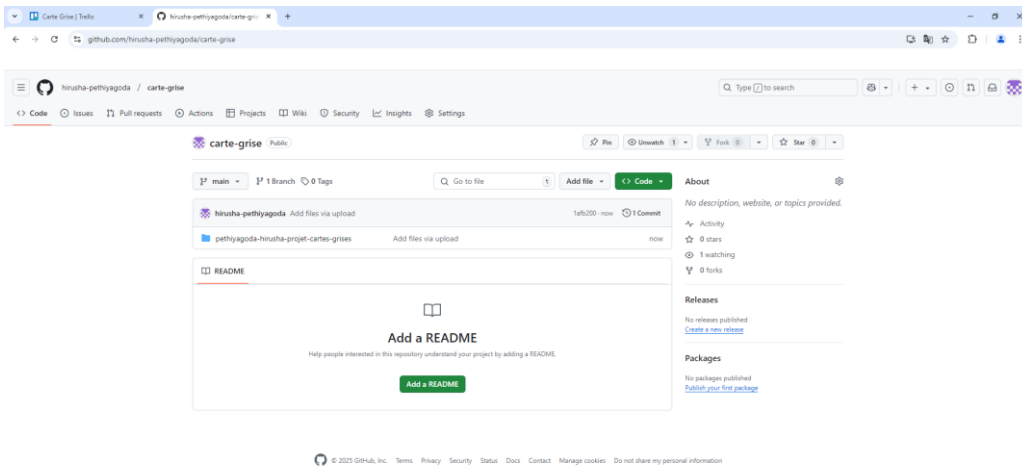 Carte Grise | Trello
hirusha-pethiyagoda/carte-gris
github.com/hirusha-pethiyagoda/carte-grise
hirusha-pethiyagoda / carte-grise
Type / to search
Code Issues Pull requests Actions Projects Wiki Security Insights Settings
carte-grise Public
Pin Unwatch 1 Fork 0 Star 0
main 1 Branch 0 Tags Go to file t Add file Code
hirusha-pethiyagoda Add files via upload 1afb200 · now 1 Commit
pethiyagoda-hirusha-projet-cartes-grises Add files via upload now
README
Add a README
Help people interested in this repository understand your project by adding a README.
Add a README
About
No description, website, or topics provided.
Activity
0 stars
1 watching
0 forks
Releases
No releases published
Create a new release
Packages
No packages published
Publish your first package
© 2025 GitHub, Inc. Terms Privacy Security Status Docs Contact Manage cookies Do not share my personal information